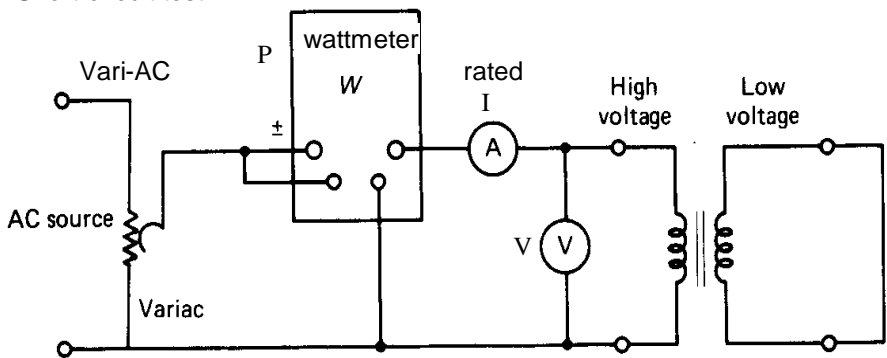 P
wattmeter
W
Vari-AC
rated
I
High
voltage
Low
voltage
±
A
AC source
V
V
Variac